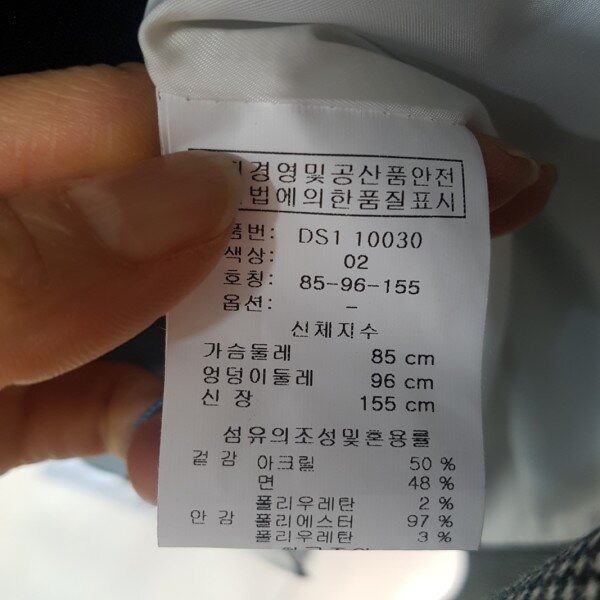 경영및공산품안전
법에의한품질표시
품번: DS1 10030
색상: 02
호칭: 85-96-155
옵션: -
신체지수
가슴둘레 85 cm
엉덩이둘레 96 cm
신 장 155 cm
섬유의조성및혼용률
겉 감 아크릴 50 %
면 48 %
폴리우레탄 2 %
안 감 폴리에스터 97 %
폴리우레탄 3 %